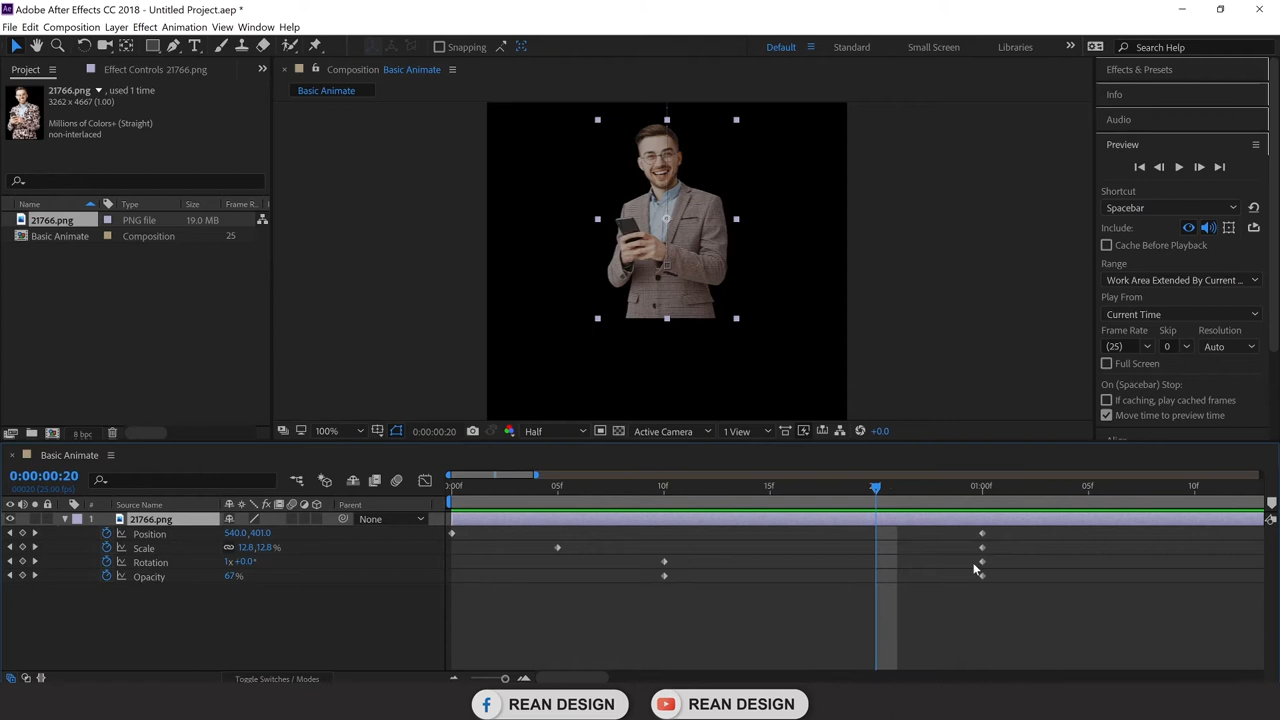 Adobe After Effects CC 2018 - Untitled Project.aep *
File Edit Composition Layer Effect Animation View Window Help
Snapping
Default
Standard
Small Screen
Libraries
Search Help
Project
Effect Controls 21766.png
Composition Basic Animate
Effects & Presets
21766.png , used 1 time
3262 x 4667 (1.00)
Basic Animate
Info
Millions of Colors+ (Straight)
non-interlaced
Audio
Preview
Shortcut
Spacebar
Name Type Size Frame R..
21766.png PNG file 19.0 MB
Basic Animate Composition 25
Include:
Cache Before Playback
Range
Work Area Extended By Current ...
Play From
Current Time
Frame Rate Skip Resolution
(25) 0 Auto
Full Screen
On (Spacebar) Stop:
If caching, play cached frames
Move time to preview time
8 bpc
100%
0:00:00:20
Half
Active Camera
1 View
+0.0
Basic Animate
0:00:00:20
00020 (25.00 fps)
:00f 05f 10f 15f 01:00f 05f 10f
# Source Name Parent
1 21766.png None
Position 540.0,401.0
Scale 12.8,12.8%
Rotation 1x+0.0°
Opacity 67%
Toggle Switches / Modes
REAN DESIGN
REAN DESIGN